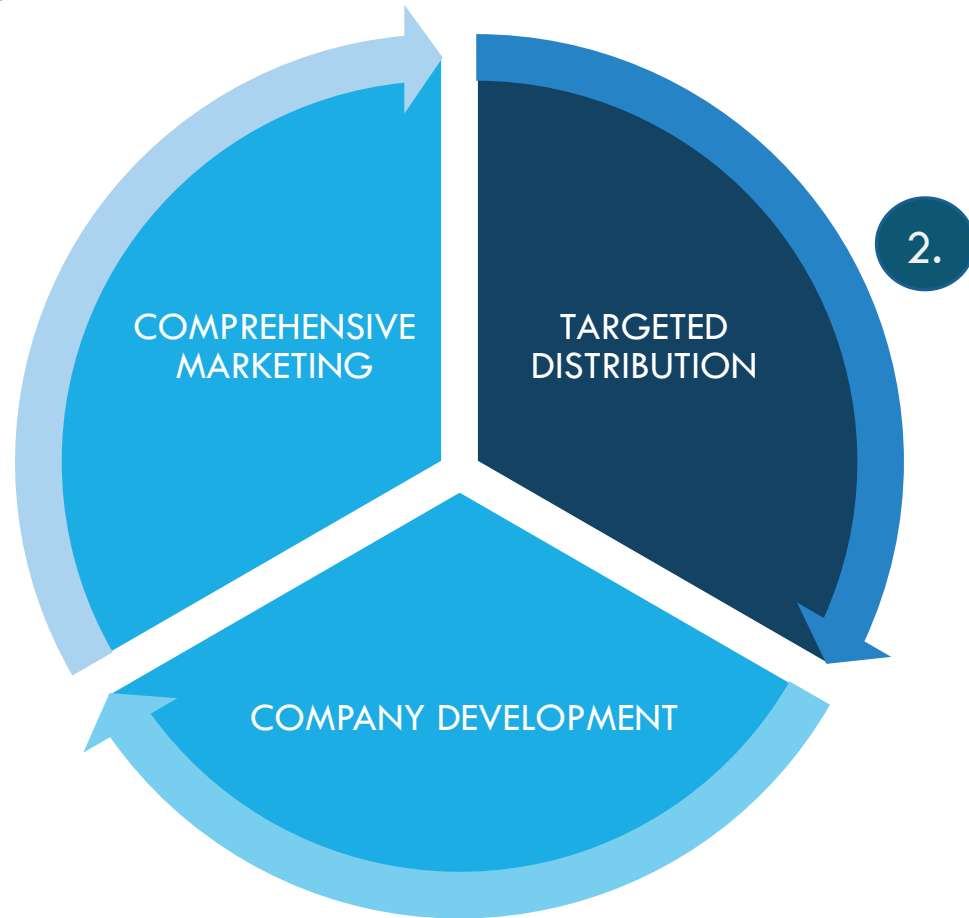 COMPREHENSIVE
MARKETING
TARGETED
DISTRIBUTION
2.
COMPANY DEVELOPMENT